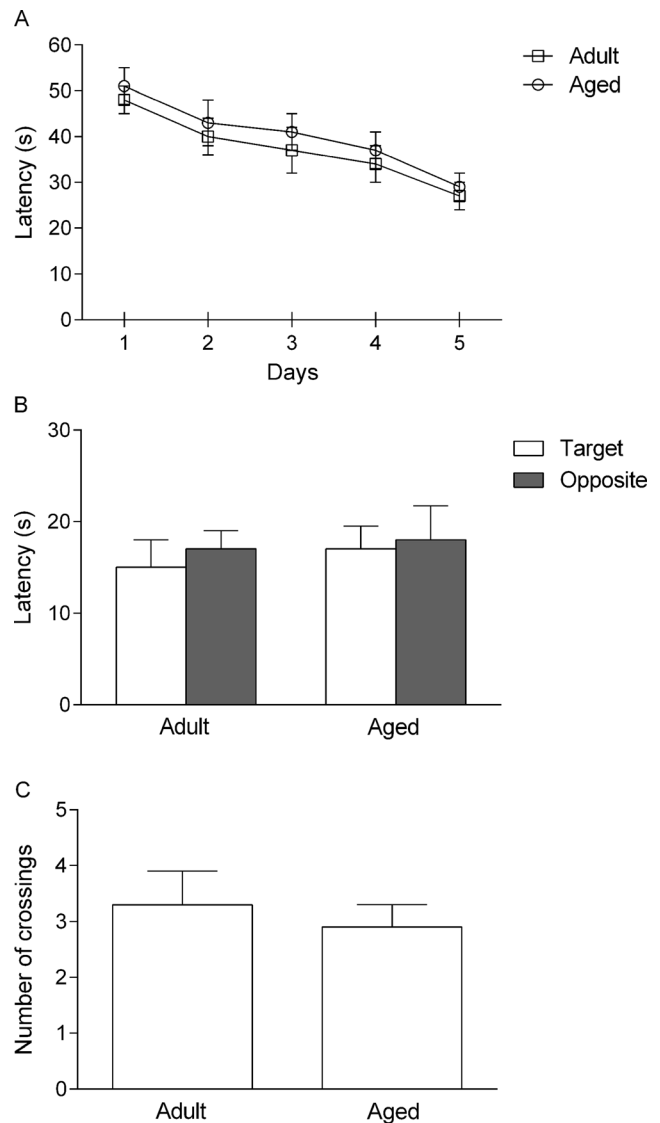 A
60
50
40
30
20
10
0
Latency (s)
1 2 3 4 5
Days
Adult
Aged
B
30
20
10
0
Latency (s)
Adult Aged
Target
Opposite
C
5
4
3
2
1
0
Number of crossings
Adult Aged